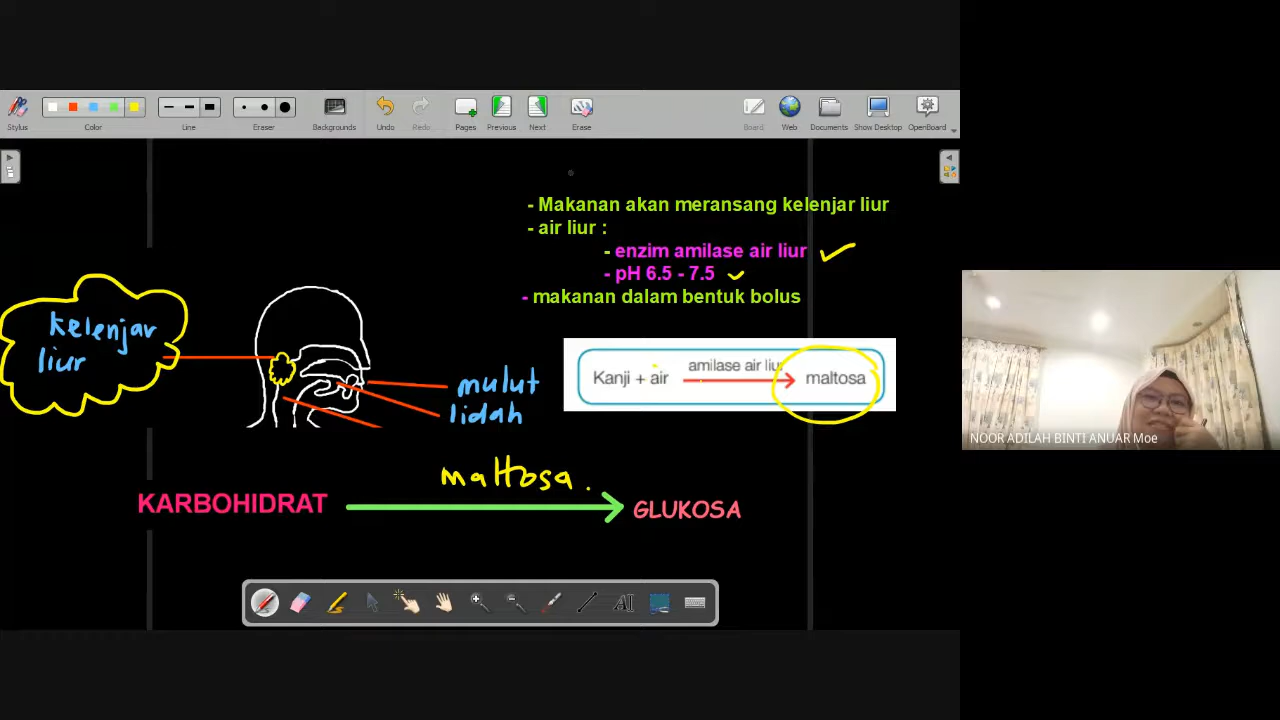 Stylus
Color
Line
Eraser
Backgrounds
Undo
Redo
Pages
Previous
Next
Erase
Board
Web
Documents
Show Desktop
OpenBoard
- Makanan akan meransang kelenjar liur
- air liur :
- enzim amilase air liur
- pH 6.5 - 7.5
- makanan dalam bentuk bolus
kelenjar
liur
mulut
lidah
Kanji + air
amilase air liur
maltosa
maltosa.
KARBOHIDRAT
GLUKOSA
AI
NOOR ADILAH BINTI ANUAR Moe